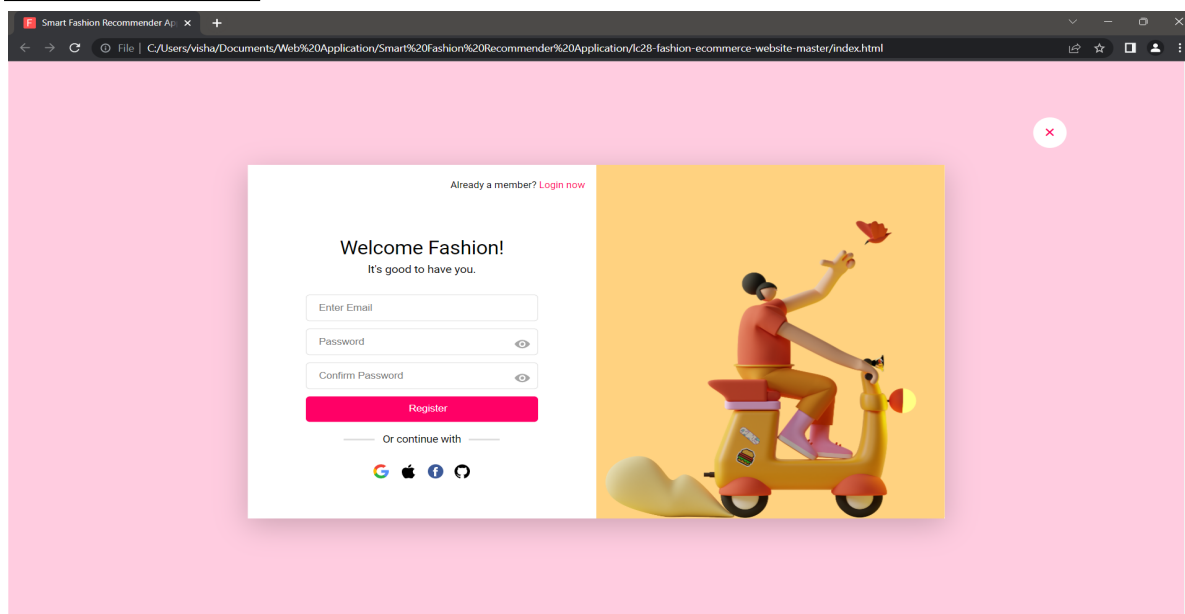 F Smart Fashion Recommender Ap
File | C:/Users/visha/Documents/Web%20Application/Smart%20Fashion%20Recommender%20Application/lc28-fashion-ecommerce-website-master/index.html
Already a member? Login now
Welcome Fashion!
It's good to have you.
Enter Email
Password
Confirm Password
Register
Or continue with